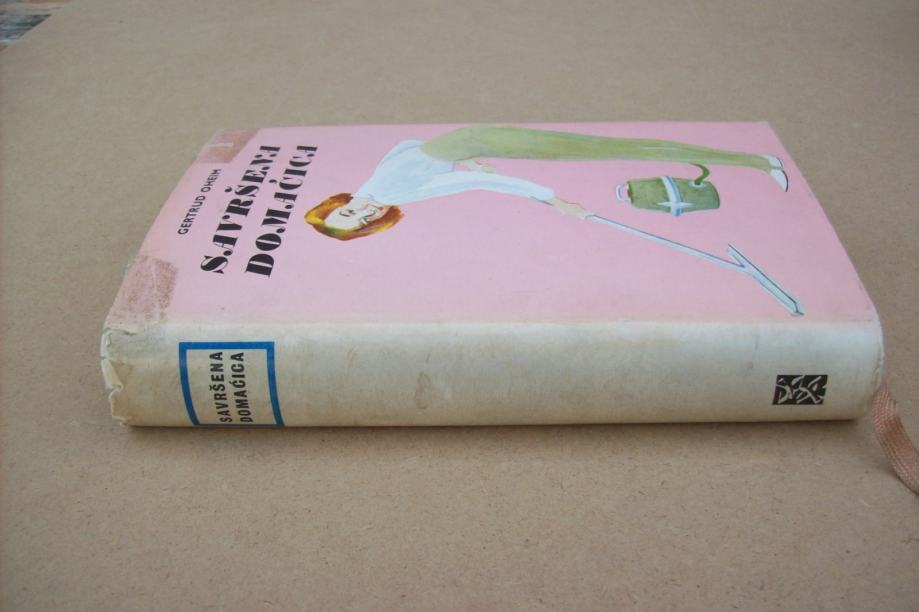 GERTRUD OHEIM
SAVRŠENA
DOMAĆICA
SAVRŠENA
DOMAĆICA